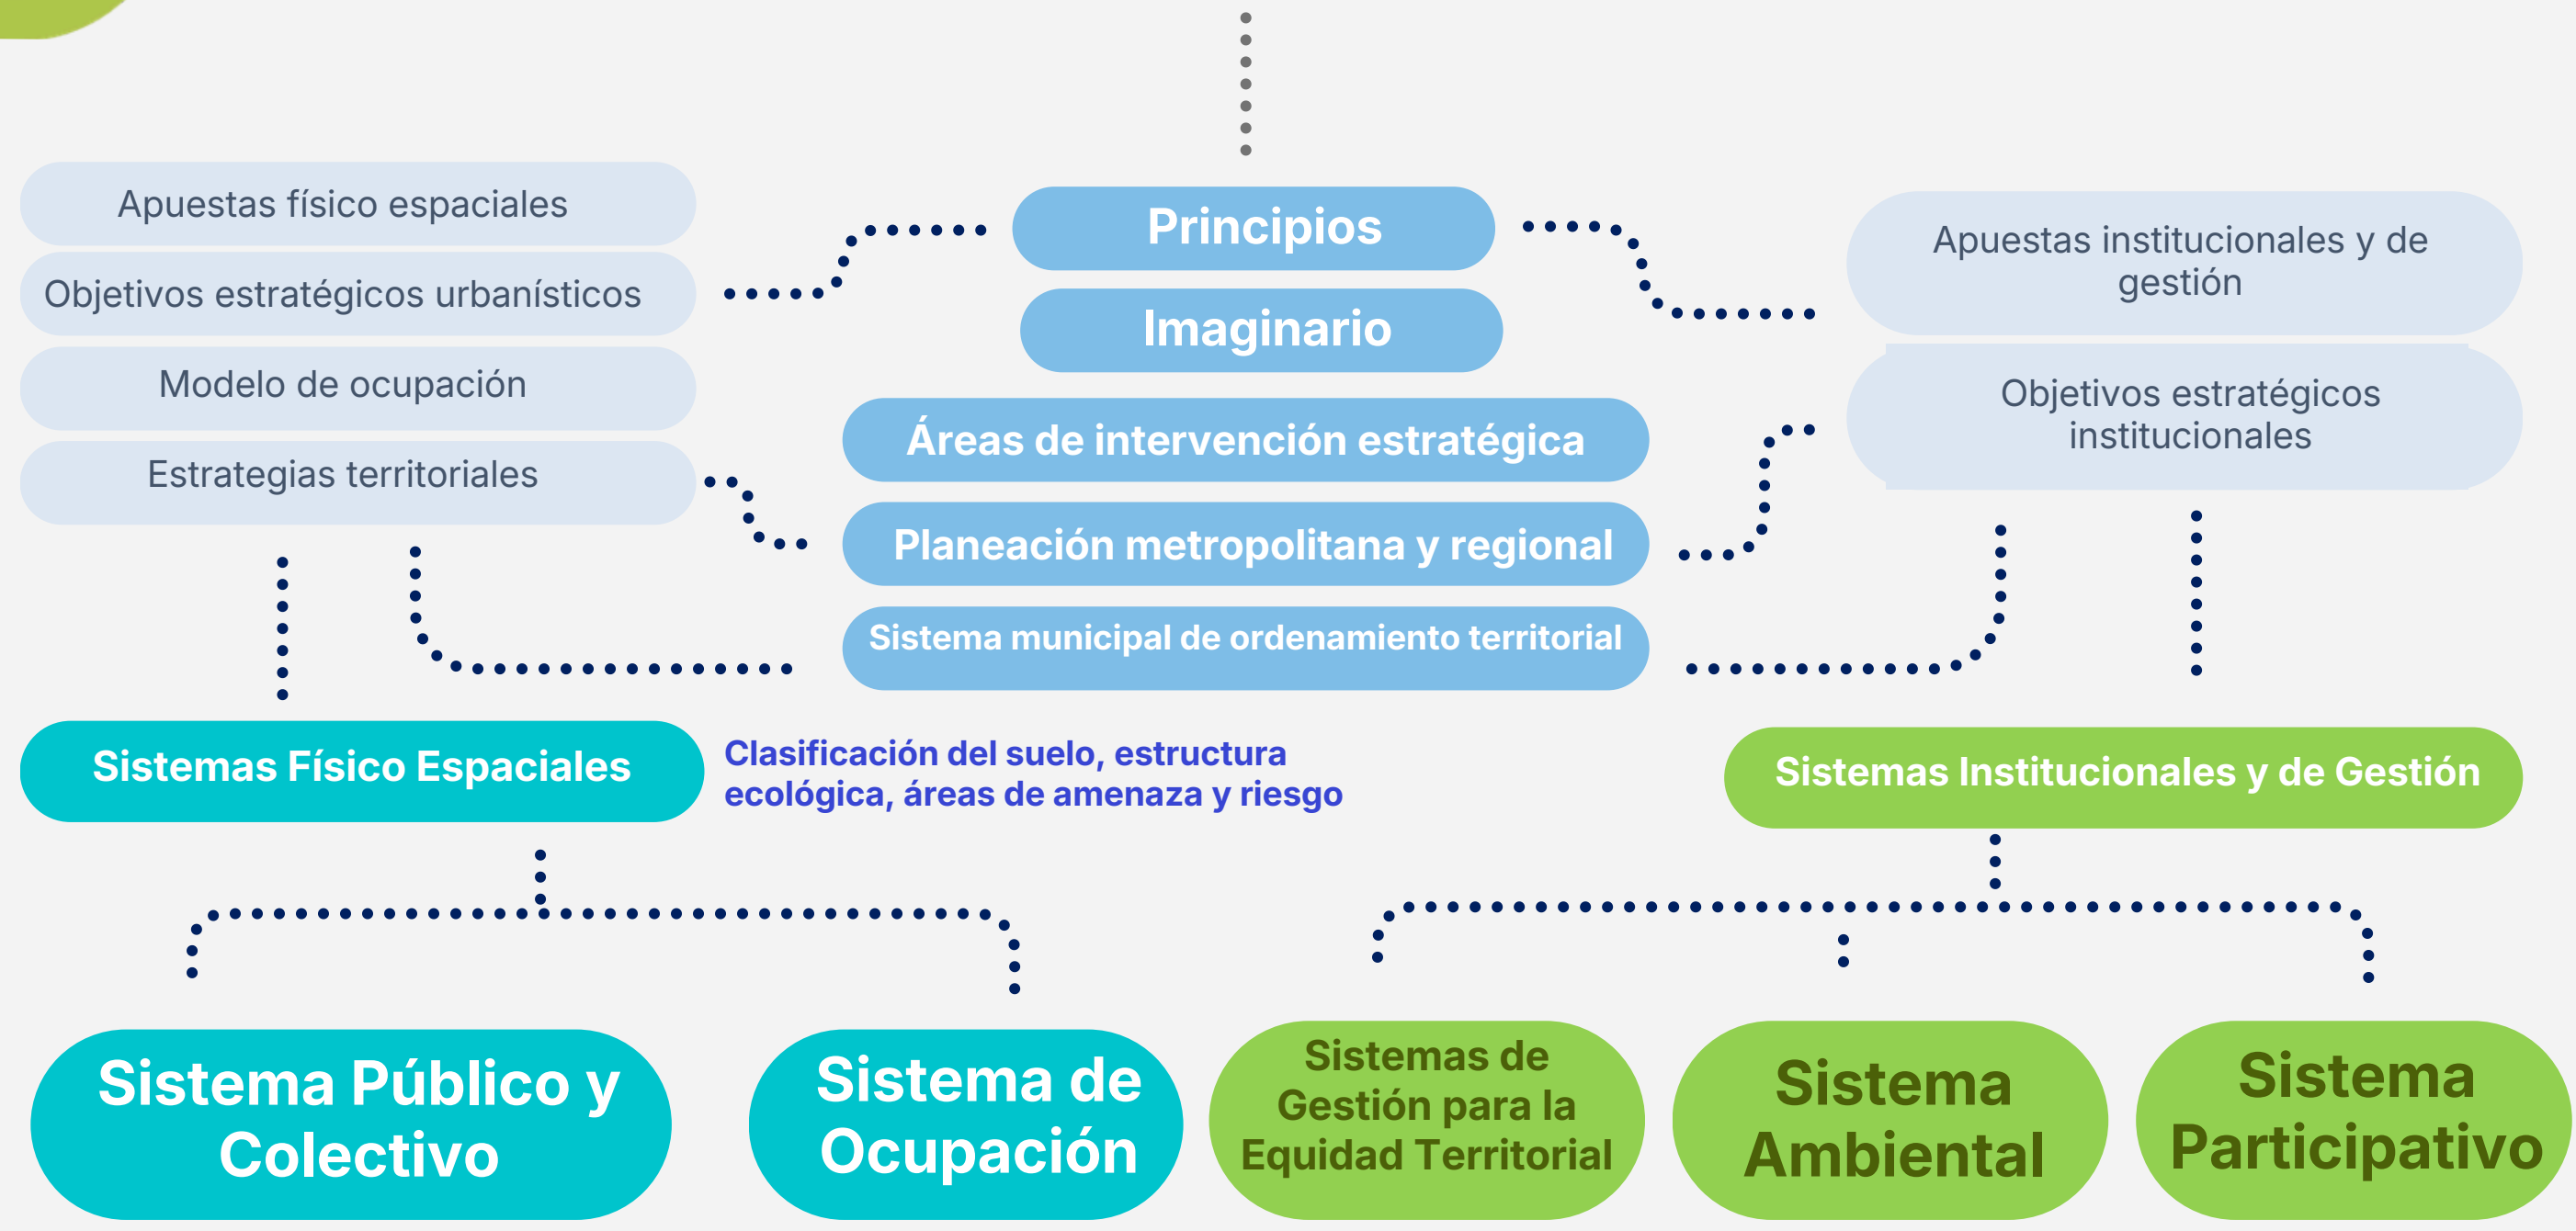 Apuestas físico espaciales
Objetivos estratégicos urbanísticos
Modelo de ocupación
Estrategias territoriales
Principios
Imaginario
Áreas de intervención estratégica
Planeación metropolitana y regional
Sistema municipal de ordenamiento territorial
Apuestas institucionales y de
gestión
Objetivos estratégicos
institucionales
Sistemas Físico Espaciales
Clasificación del suelo, estructura
ecológica, áreas de amenaza y riesgo
Sistemas Institucionales y de Gestión
Sistema Público y
Colectivo
Sistema de
Ocupación
Sistemas de
Gestión para la
Equidad Territorial
Sistema
Ambiental
Sistema
Participativo